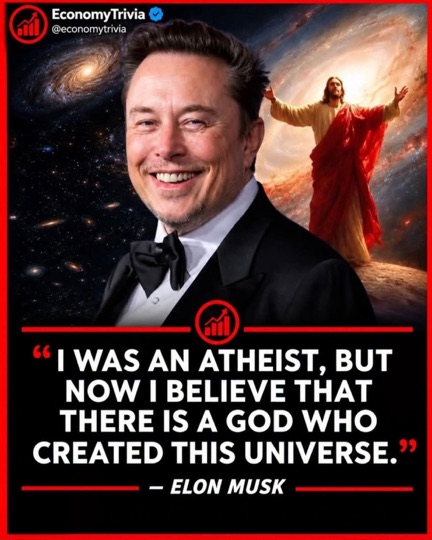 EconomyTrivia
@economytrivia
“I WAS AN ATHEIST, BUT
NOW I BELIEVE THAT
THERE IS A GOD WHO
CREATED THIS UNIVERSE.”
– ELON MUSK